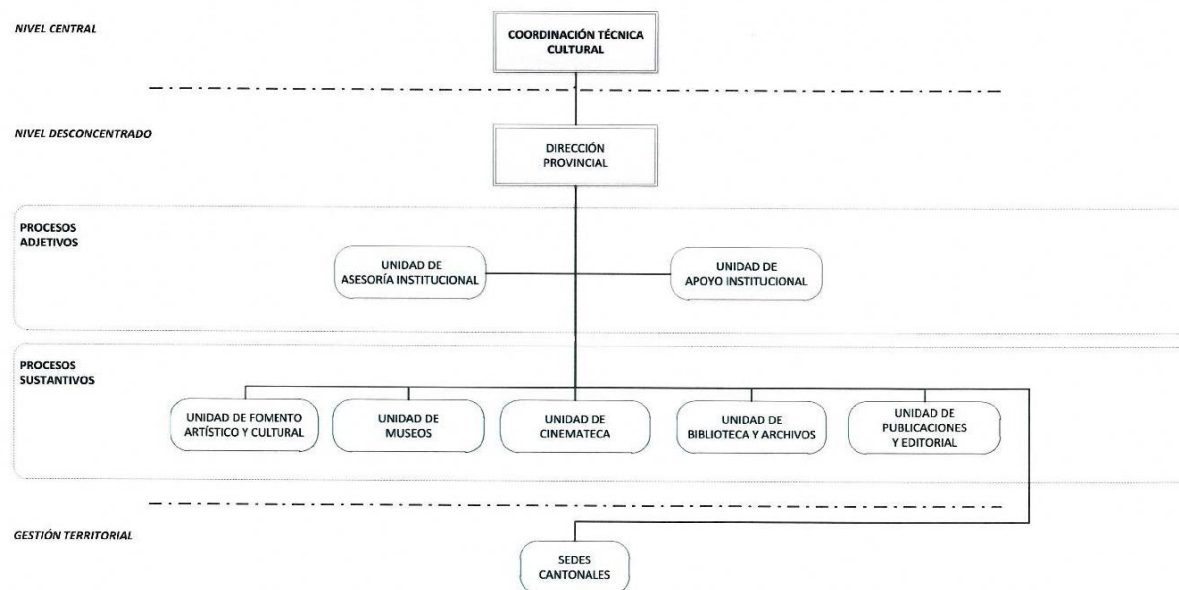 NIVEL CENTRAL
COORDINACIÓN TÉCNICA
CULTURAL
NIVEL DESCONCENTRADO
DIRECCIÓN
PROVINCIAL
PROCESOS
ADJETIVOS
UNIDAD DE
ASESORÍA INSTITUCIONAL
UNIDAD DE
APOYO INSTITUCIONAL
PROCESOS
SUSTANTIVOS
UNIDAD DE FOMENTO
ARTÍSTICO Y CULTURAL
UNIDAD DE
MUSEOS
UNIDAD DE
CINEMATECA
UNIDAD DE
BIBLIOTECA Y ARCHIVOS
UNIDAD DE
PUBLICACIONES
Y EDITORIAL
GESTIÓN TERRITORIAL
SEDES
CANTONALES